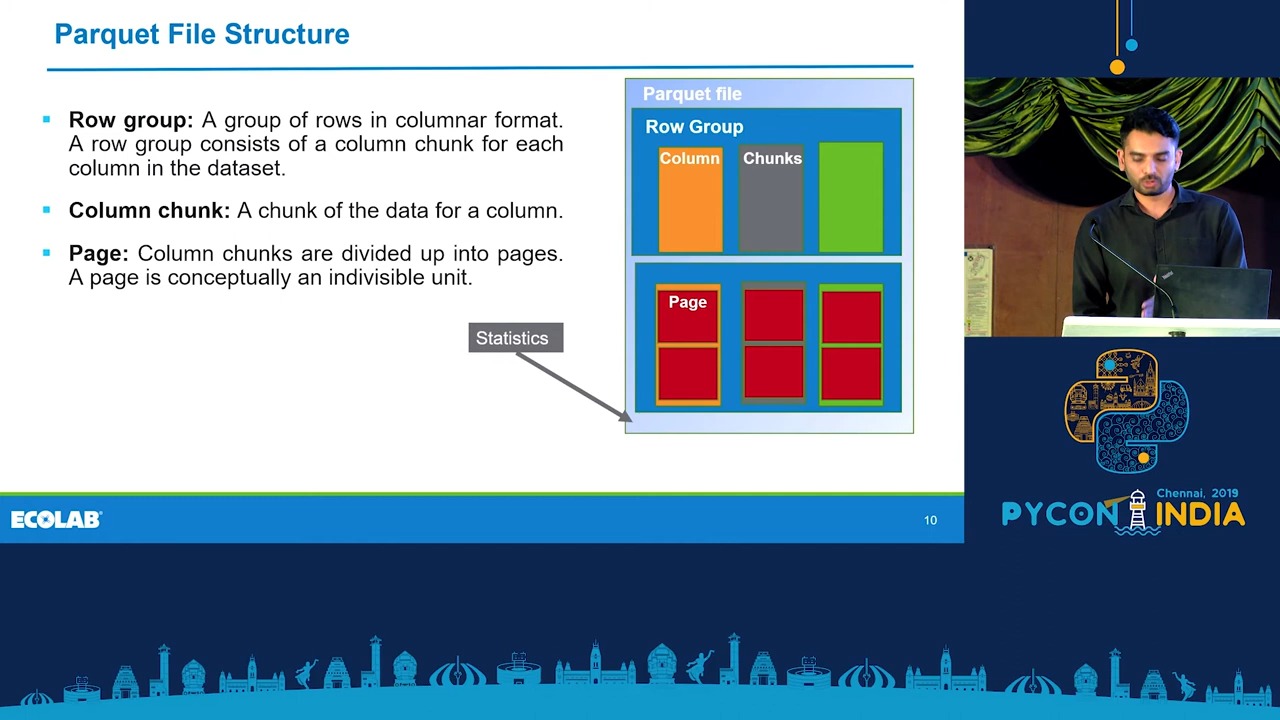 Parquet File Structure
Row group: A group of rows in columnar format.
A row group consists of a column chunk for each
column in the dataset.
Column chunk: A chunk of the data for a column.
Page: Column chunks are divided up into pages.
A page is conceptually an indivisible unit.
Statistics
Parquet file
Row Group
Column
Chunks
Page
ECOLAB®
10
Chennai, 2019
PYCON INDIA